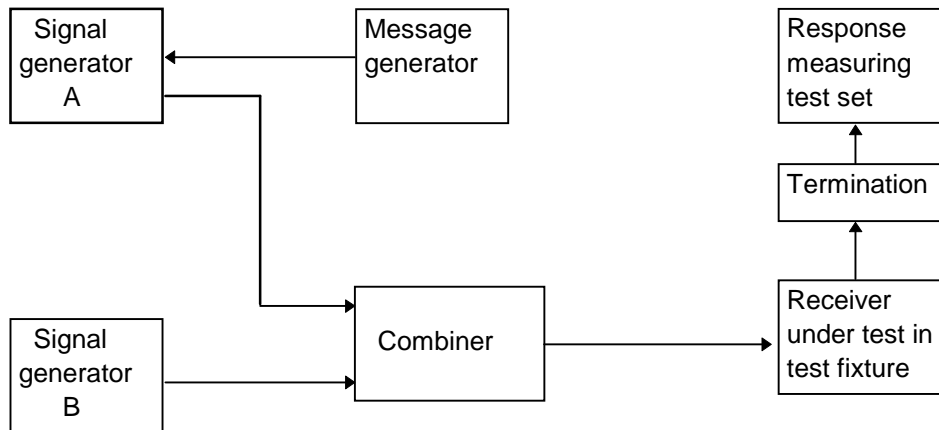 Signal
generator
A
Message
generator
Response
measuring
test set
Termination
Signal
generator
B
Combiner
Receiver
under test in
test fixture